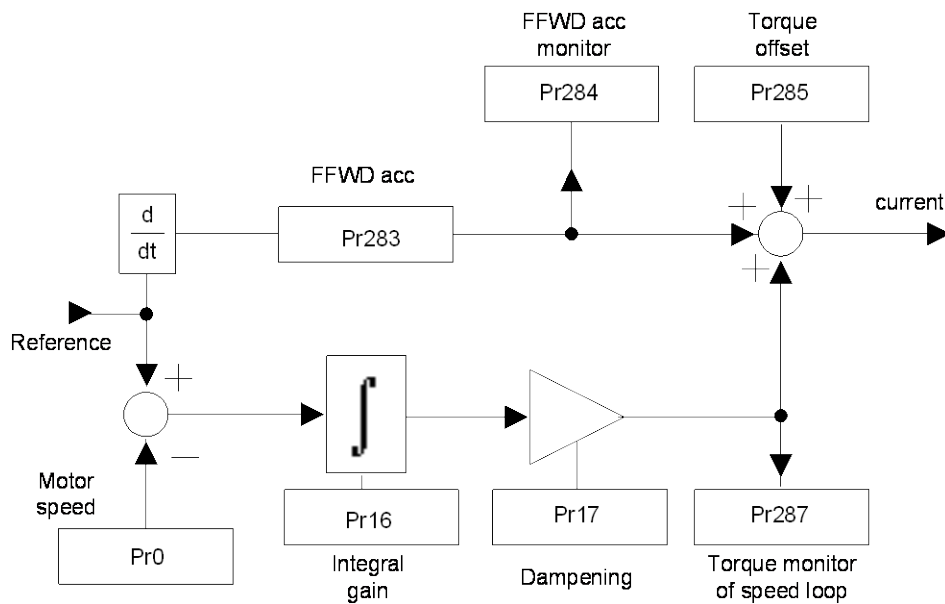 FFWD acc
monitor
Torque
offset
Pr284
Pr285
FFWD acc
d
dt
Pr283
+
+
current
+
Reference
+
∫
—
Motor
speed
Pr0
Pr16
Pr17
Pr287
Integral
gain
Dampening
Torque monitor
of speed loop